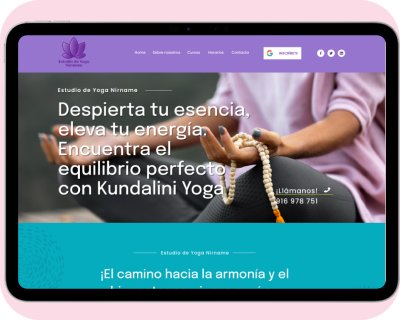 Estudio de Yoga
Nirname
Home Sobre nosotros Cursos Horarios Contacto
G INSCRÍBETE
Estudio de Yoga Nirname
Despierta tu esencia,
eleva tu energía.
Encuentra el
equilibrio perfecto
con Kundalini Yoga
¡Llámanos!
916 978 751
Estudio de Yoga Nirname
¡El camino hacia la armonía y el